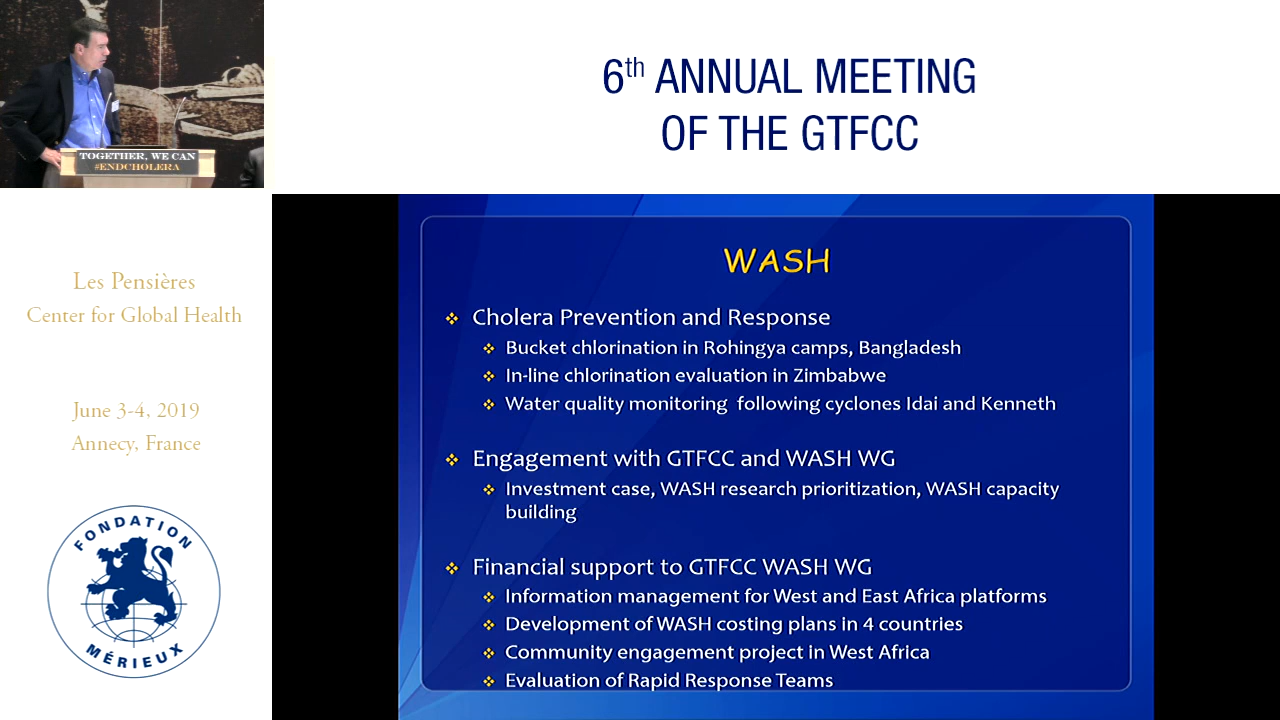 TOGETHER, WE CAN
#ENDCHOLERA
6th ANNUAL MEETING
OF THE GTFCC
Les Pensières
Center for Global Health
June 3-4, 2019
Annecy, France
FONDATION
MÉRIEUX
WASH
Cholera Prevention and Response
Bucket chlorination in Rohingya camps, Bangladesh
In-line chlorination evaluation in Zimbabwe
Water quality monitoring following cyclones Idai and Kenneth
Engagement with GTFCC and WASH WG
Investment case, WASH research prioritization, WASH capacity
building
Financial support to GTFCC WASH WG
Information management for West and East Africa platforms
Development of WASH costing plans in 4 countries
Community engagement project in West Africa
Evaluation of Rapid Response Teams